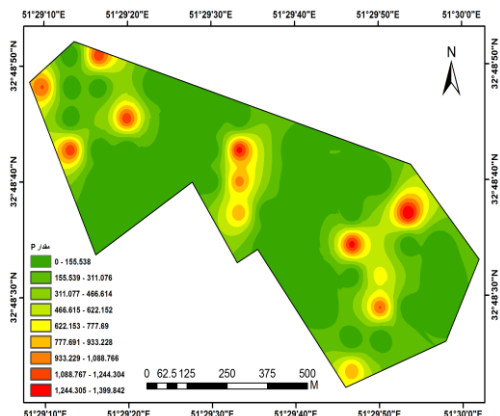 51°29'10"E 51°29'20"E 51°29'30"E 51°29'40"E 51°29'50"E 51°30'0"E
32°48'50"N 32°48'50"N
N
32°48'40"N 32°48'40"N
32°48'30"N 32°48'30"N
مقدار P
0 - 155.538
155.539 - 311.076
311.077 - 466.614
466.615 - 622.152
622.153 - 777.69
777.691 - 933.228
933.229 - 1,088.766
1,088.767 - 1,244.304
1,244.305 - 1,399.842
0 62.5 125 250 375 500
M
51°29'10"E 51°29'20"E 51°29'30"E 51°29'40"E 51°29'50"E 51°30'0"E